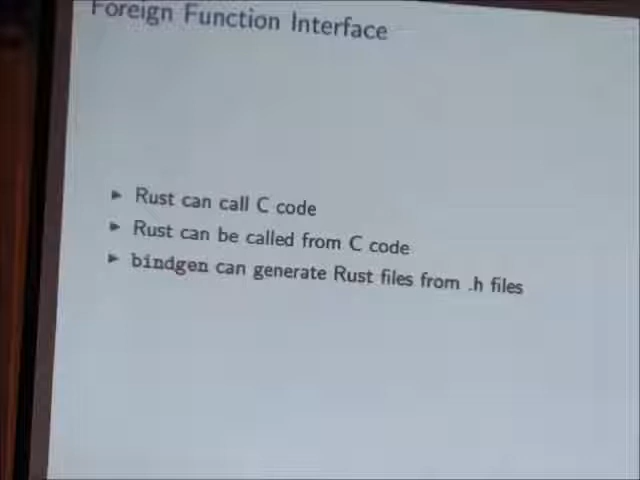 Foreign Function Interface
▶ Rust can call C code
▶ Rust can be called from C code
▶ bindgen can generate Rust files from .h files